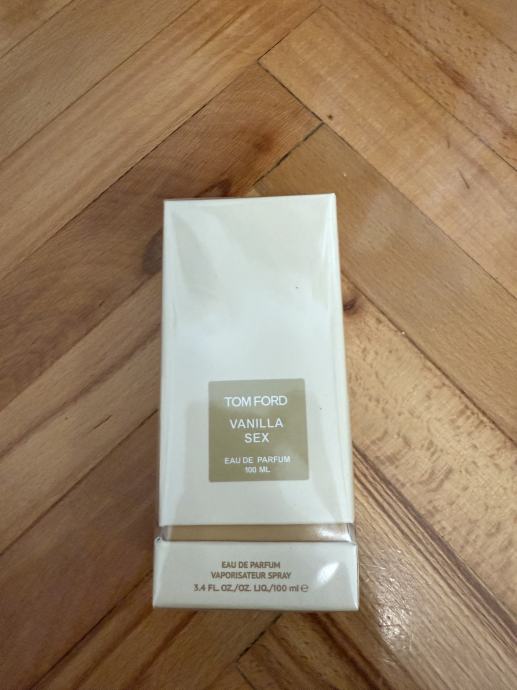 TOM FORD
VANILLA
SEX
EAU DE PARFUM
100 ML
EAU DE PARFUM
VAPORISATEUR SPRAY
3.4 FL. OZ./OZ. LIQ./100 ml ℮